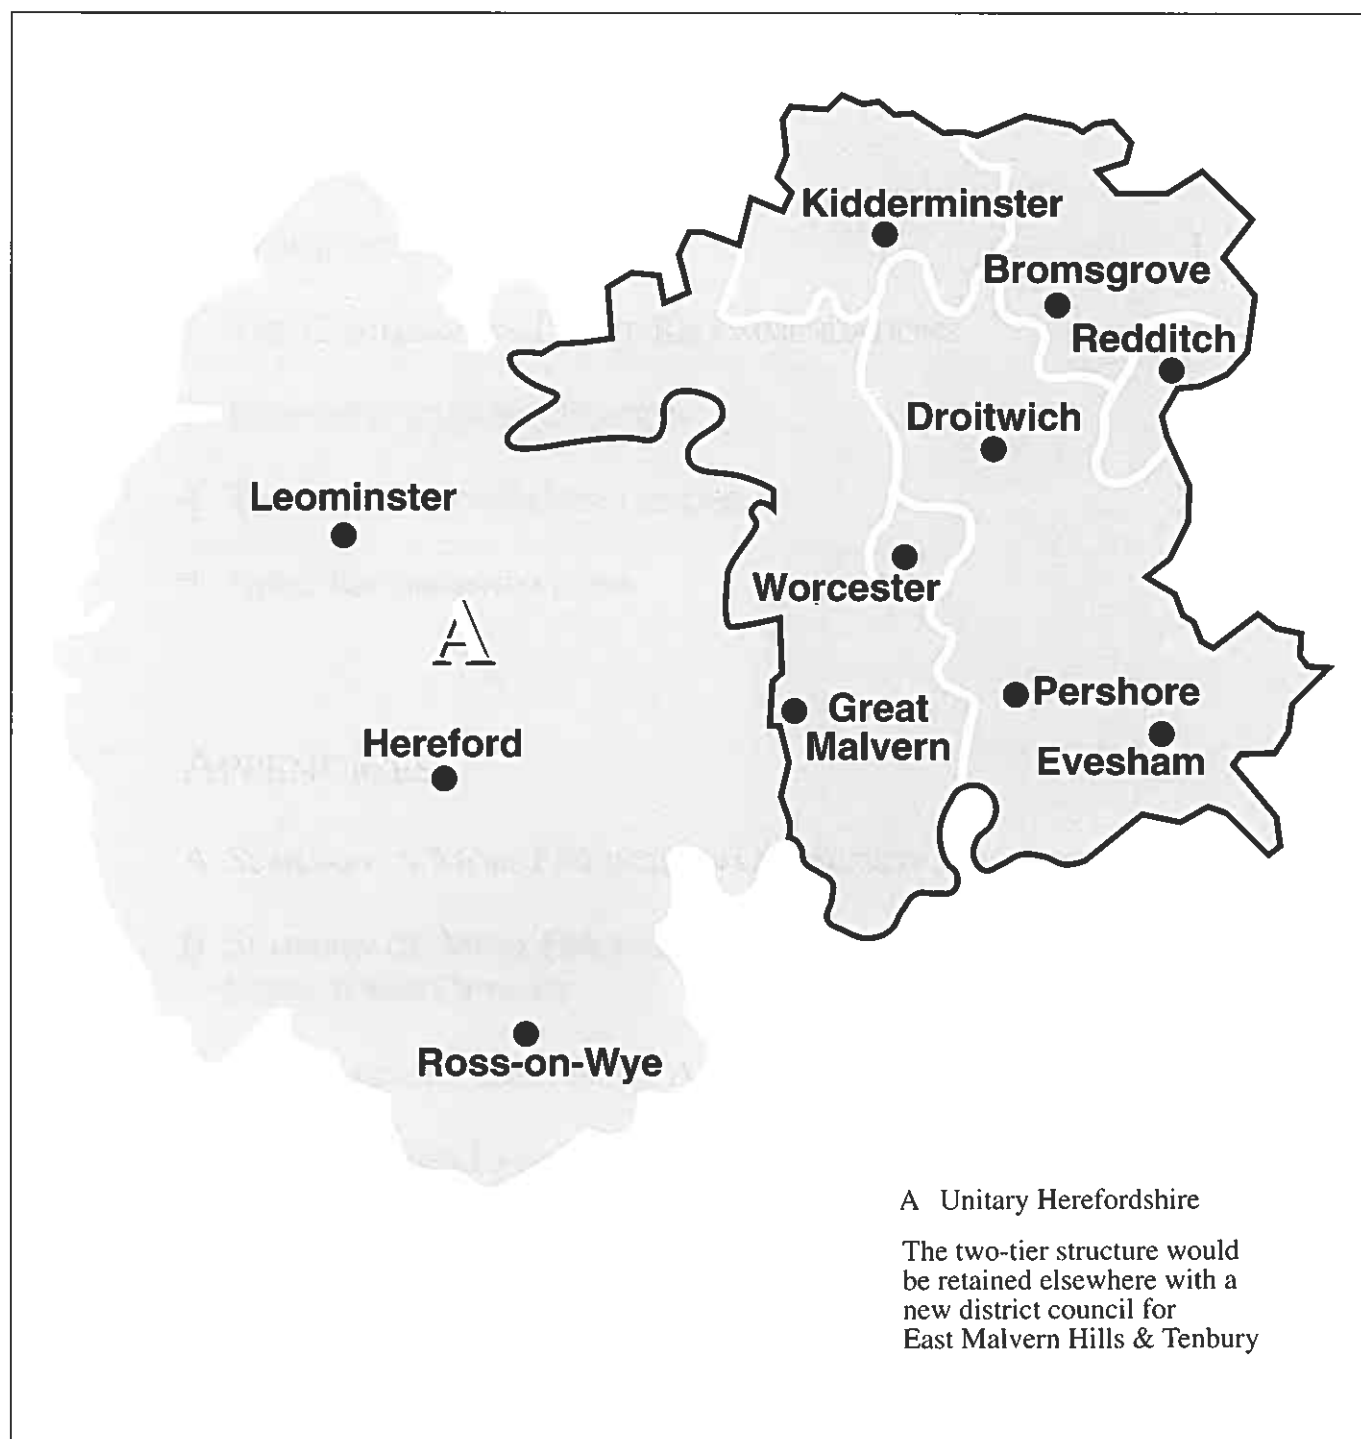 Kidderminster
Bromsgrove
Redditch
Droitwich
Leominster
Worcester
A
Pershore
Great
Malvern
Hereford
Evesham
Ross-on-Wye
A Unitary Herefordshire
The two-tier structure would
be retained elsewhere with a
new district council for
East Malvern Hills & Tenbury